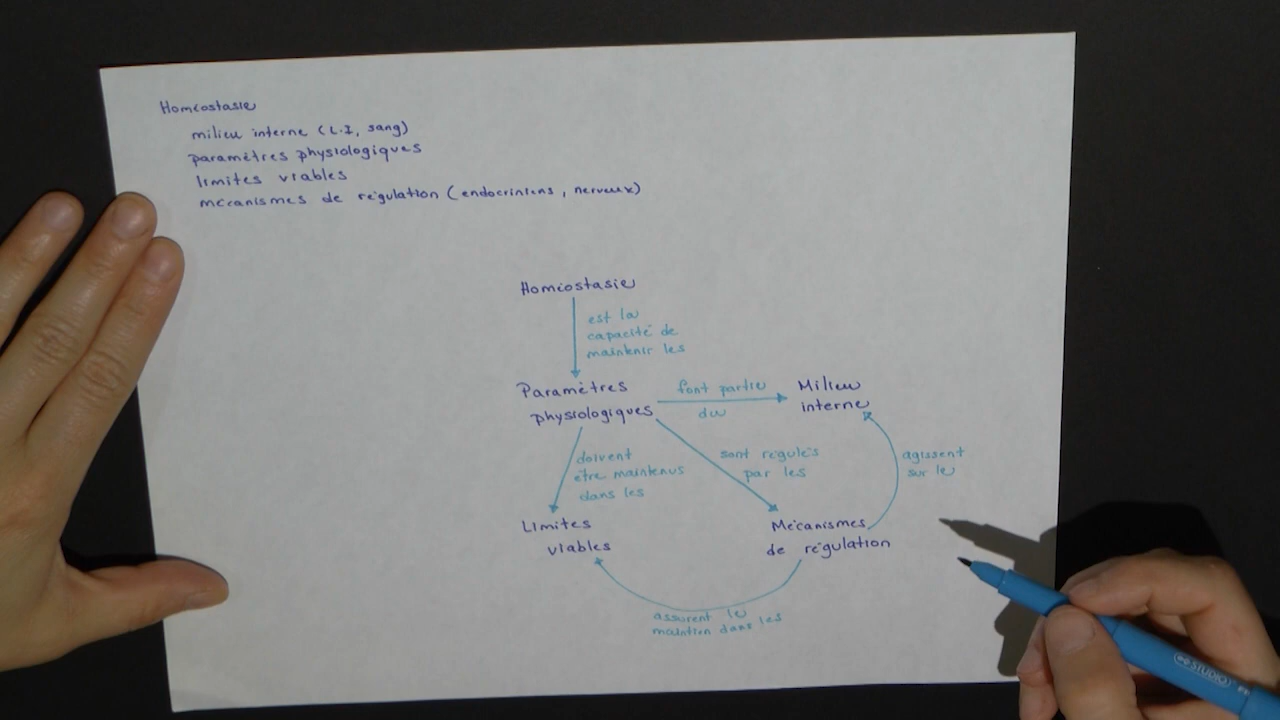 Homéostasie
milieu interne (L.I, sang)
paramètres physiologiques
limites viables
mécanismes de régulation (endocriniens, nerveux)
Homéostasie
est la
capacité de
maintenir les
Paramètres
physiologiques
font partie
du
Milieu
interne
doivent
être maintenus
dans les
sont régulés
par les
agissent
sur le
Limites
viables
Mécanismes
de régulation
assurent le
maintien dans les
STUDIO